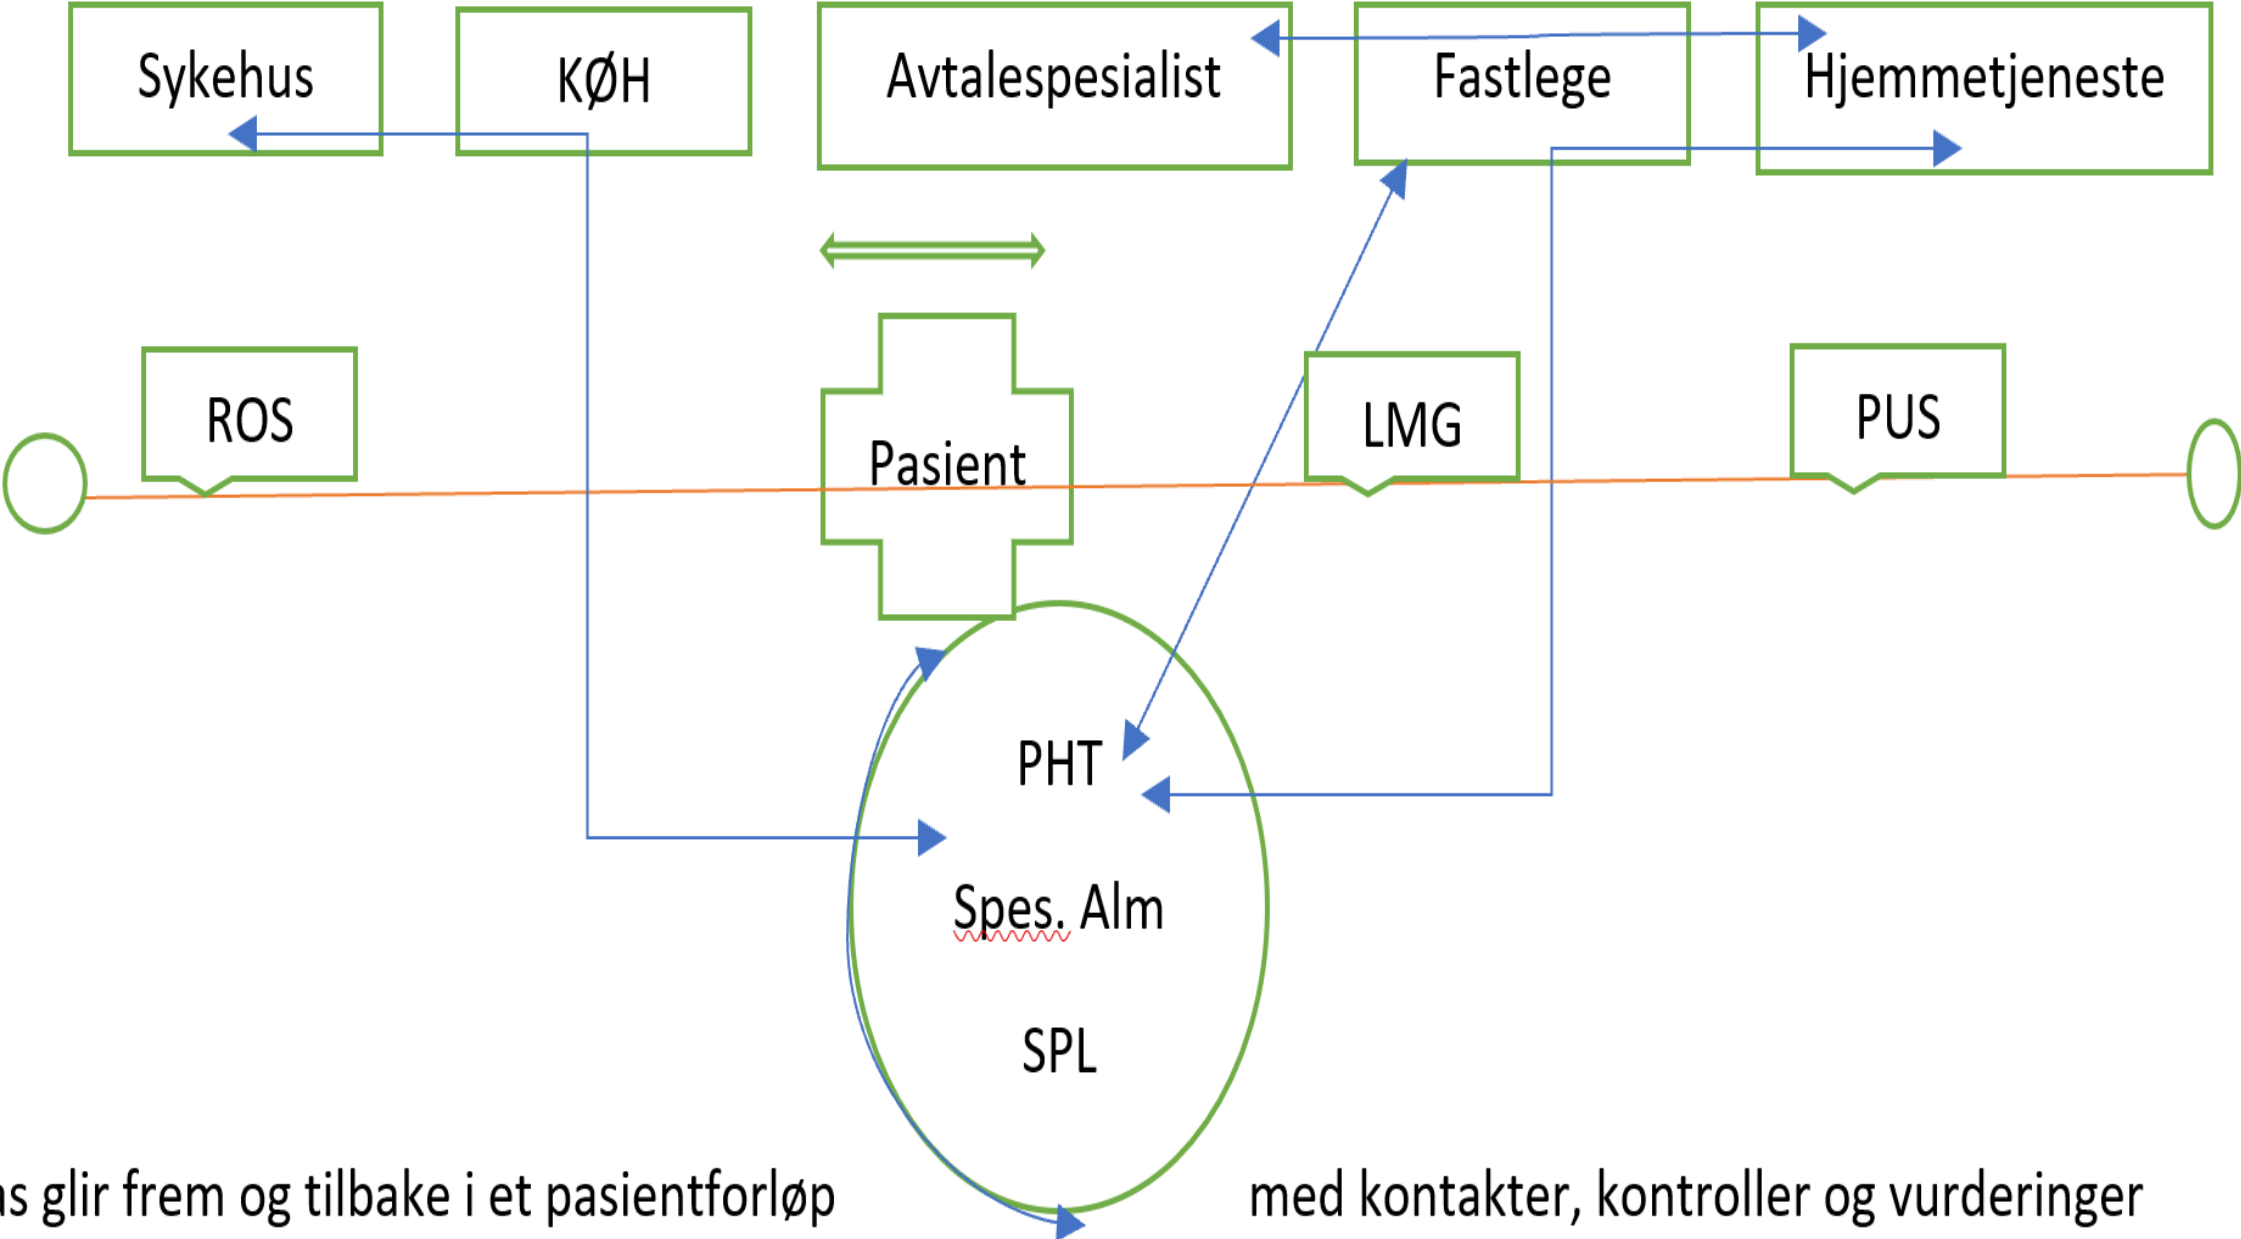 Sykehus
KØH
Avtalespesialist
Fastlege
Hjemmetjeneste
ROS
Pasient
LMG
PUS
PHT
Spes. Alm
SPL
glir frem og tilbake i et pasientforløp
med kontakter, kontroller og vurderinger